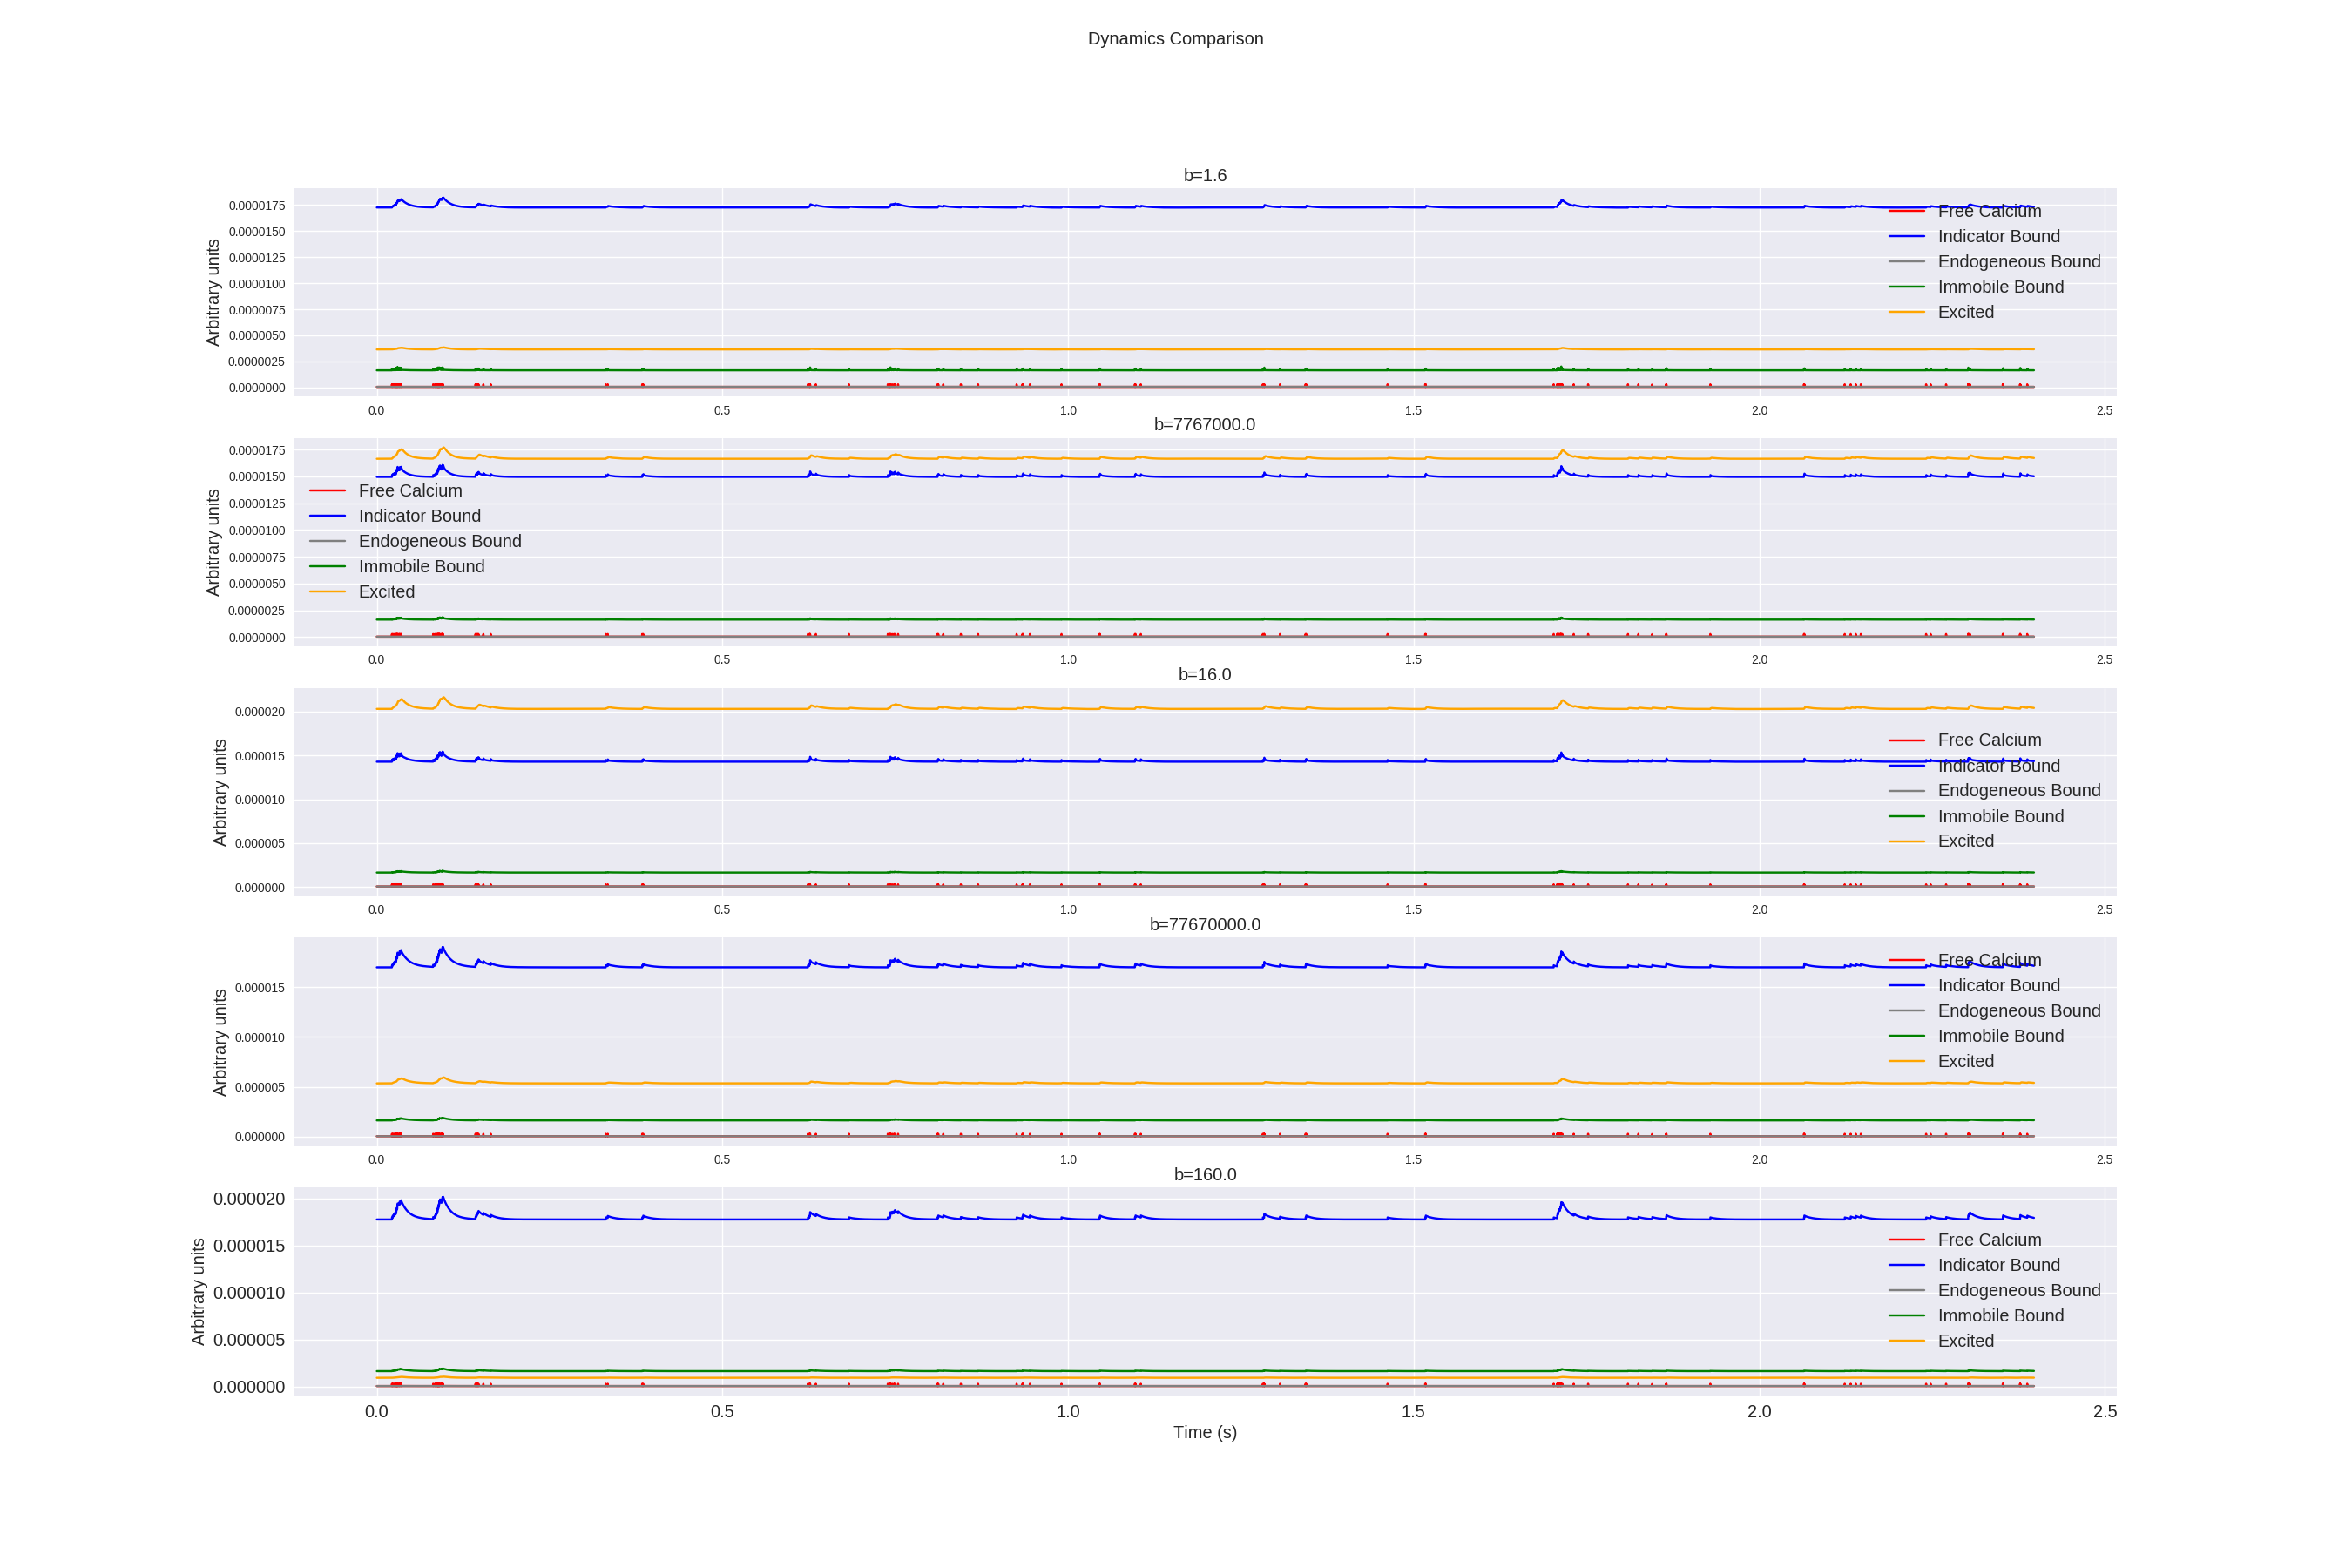 Dynamics Comparison
b=1.6
Arbitrary units
0.0000175
0.0000150
0.0000125
0.0000100
0.0000075
0.0000050
0.0000025
0.0000000
Free Calcium
Indicator Bound
Endogeneous Bound
Immobile Bound
Excited
0.0 0.5 1.0 1.5 2.0 2.5
b=7767000.0
Arbitrary units
0.0000175
0.0000150
0.0000125
0.0000100
0.0000075
0.0000050
0.0000025
0.0000000
Free Calcium
Indicator Bound
Endogeneous Bound
Immobile Bound
Excited
0.0 0.5 1.0 1.5 2.0 2.5
b=16.0
Arbitrary units
0.000020
0.000015
0.000010
0.000005
0.000000
Free Calcium
Indicator Bound
Endogeneous Bound
Immobile Bound
Excited
0.0 0.5 1.0 1.5 2.0 2.5
b=77670000.0
Arbitrary units
0.000015
0.000010
0.000005
0.000000
Free Calcium
Indicator Bound
Endogeneous Bound
Immobile Bound
Excited
0.0 0.5 1.0 1.5 2.0 2.5
b=160.0
Arbitrary units
0.000020
0.000015
0.000010
0.000005
0.000000
Free Calcium
Indicator Bound
Endogeneous Bound
Immobile Bound
Excited
0.0 0.5 1.0 1.5 2.0 2.5
Time (s)